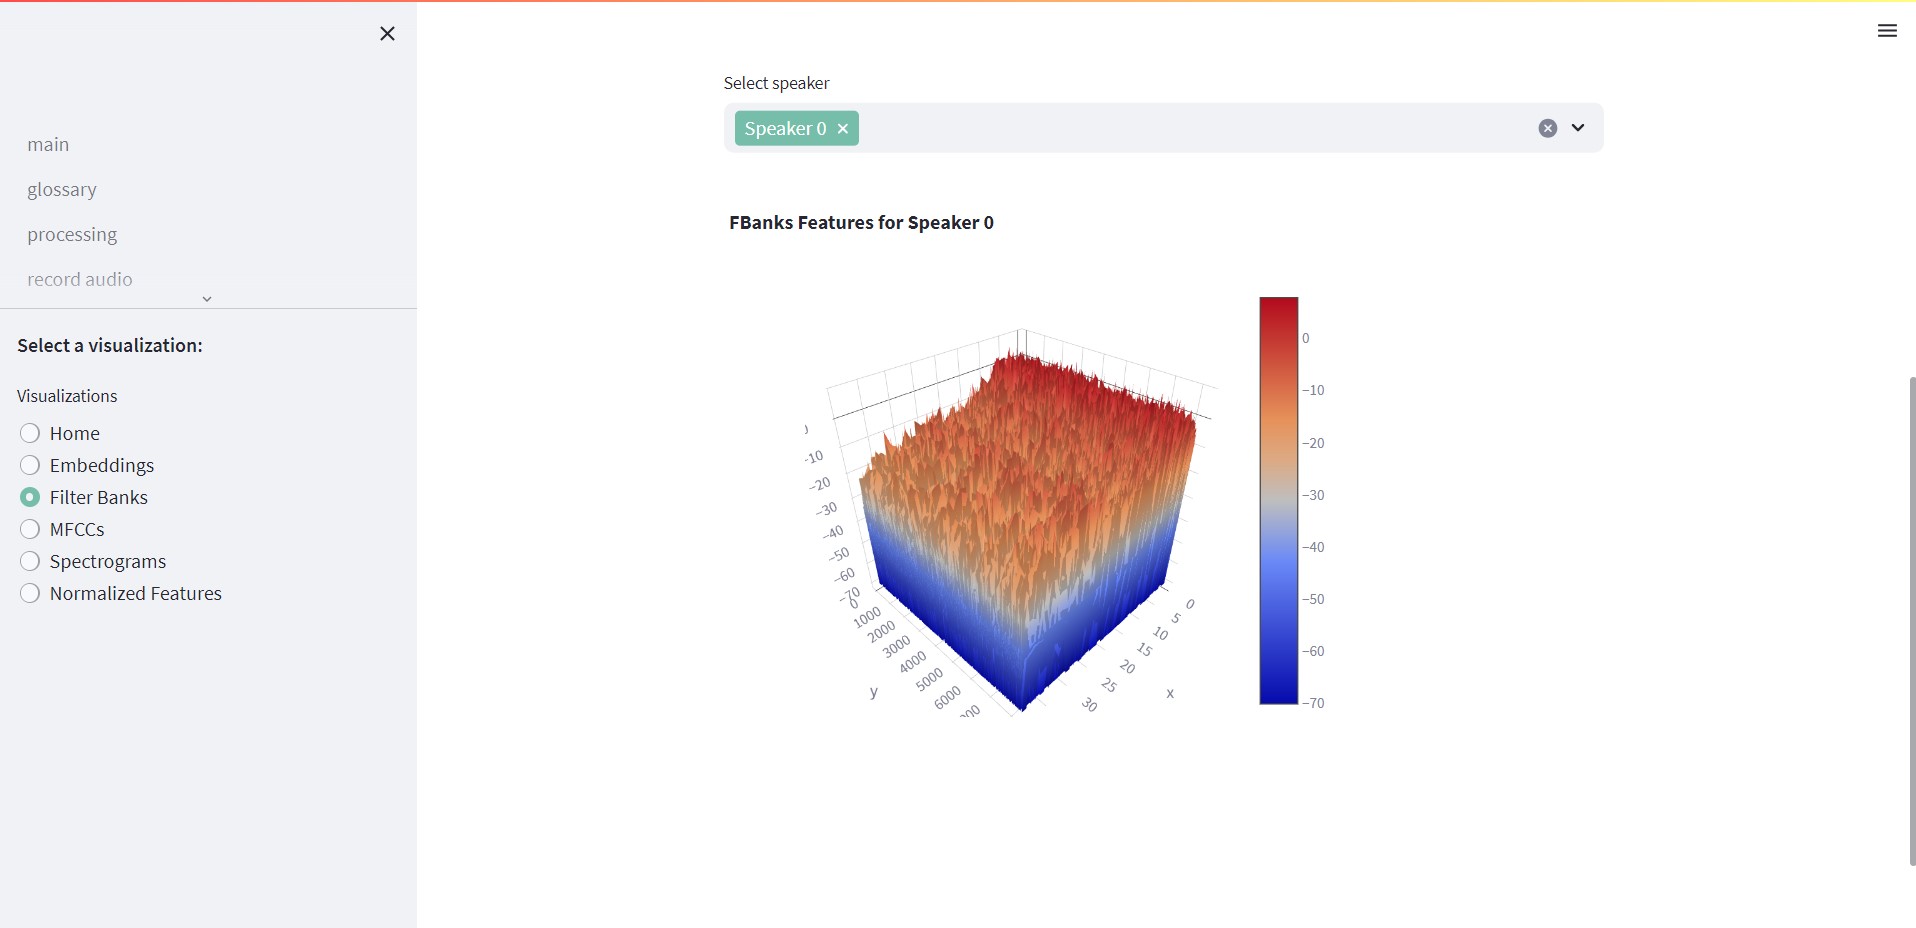 main
glossary
processing
record audio
Select a visualization:
Visualizations
Home
Embeddings
Filter Banks
MFCCs
Spectrograms
Normalized Features
Select speaker
Speaker 0
FBanks Features for Speaker 0
−10
−20
−30
−40
−50
−60
−70
0
1000
2000
3000
4000
5000
6000
y
0
5
10
15
20
25
30
x
0
−10
−20
−30
−40
−50
−60
−70